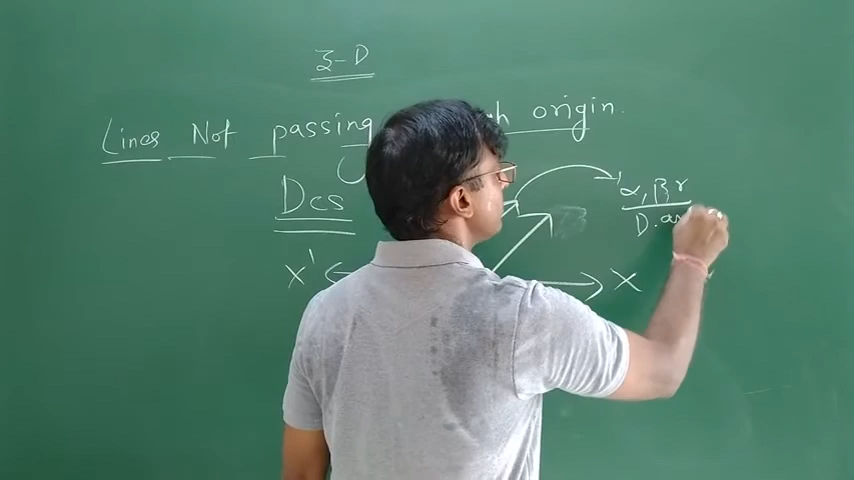 3-D
Lines Not passing origin.
Dcs
α, β r
D.
X' X